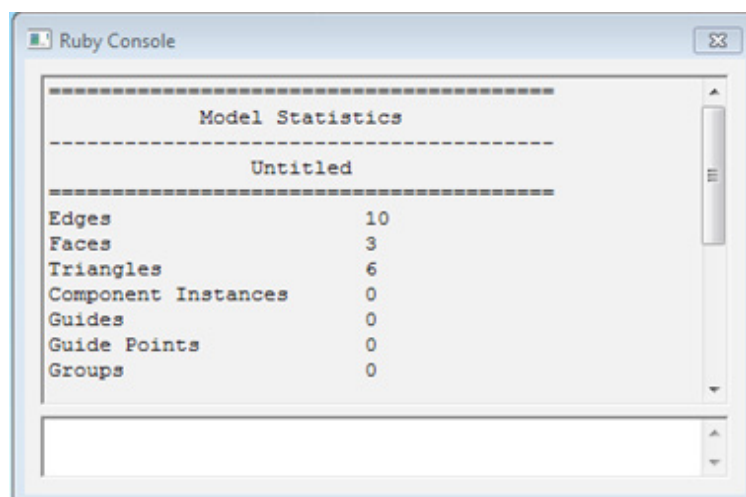 Ruby Console
========================================
Model Statistics
----------------------------------------
Untitled
========================================
Edges 10
Faces 3
Triangles 6
Component Instances 0
Guides 0
Guide Points 0
Groups 0